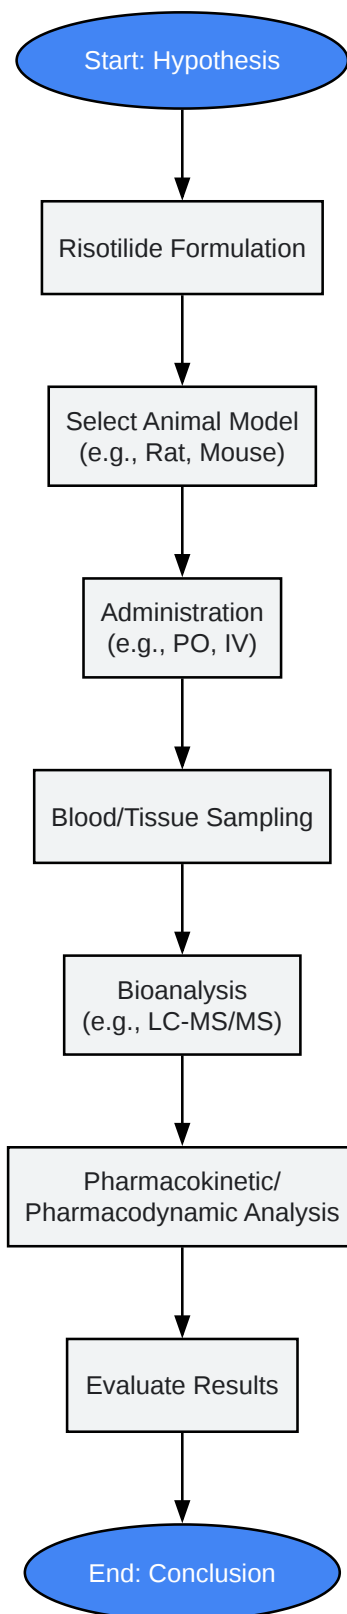 Start: Hypothesis
Risotilide Formulation
Select Animal Model
(e.g., Rat, Mouse)
Administration
(e.g., PO, IV)
Blood/Tissue Sampling
Bioanalysis
(e.g., LC-MS/MS)
Pharmacokinetic/
Pharmacodynamic Analysis
Evaluate Results
End: Conclusion